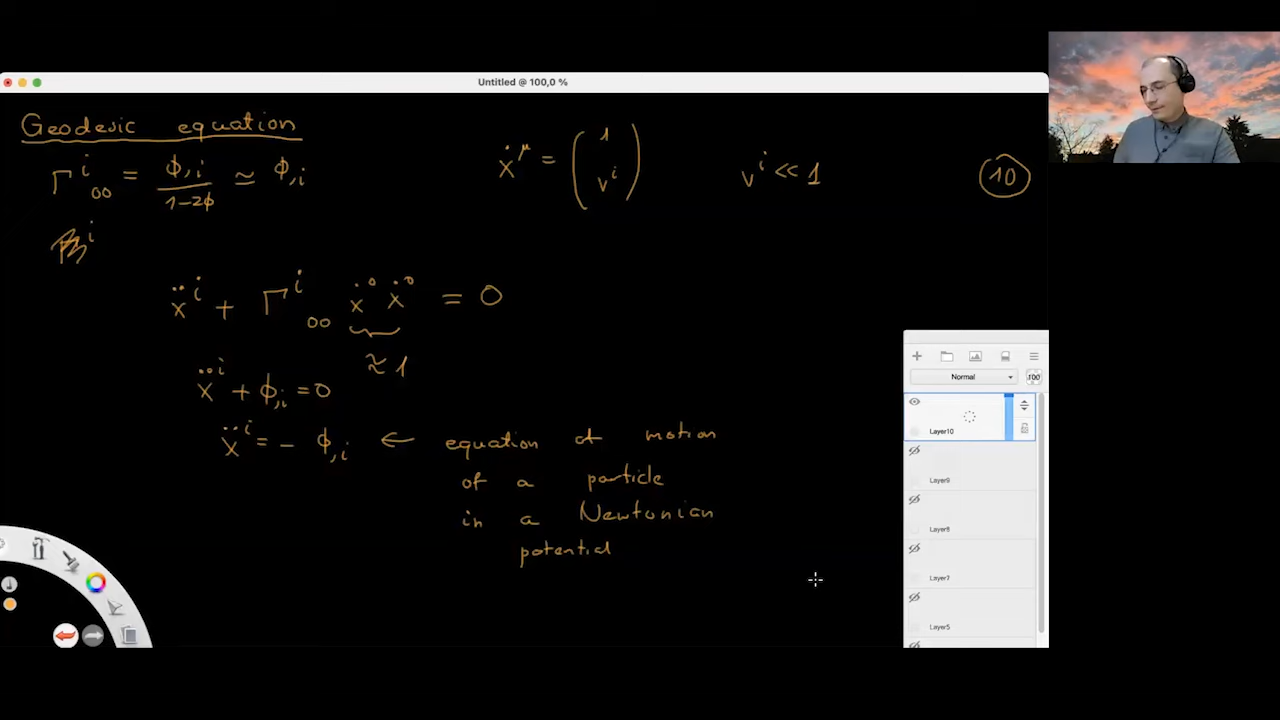 Untitled @ 100,0 %
Geodesic equation
Γ^i_00 = ϕ,i / 1-2ϕ ≃ ϕ,i
ẋ^μ = ( 1 v^i )
v^i << 1
10
i
ẍ^i + Γ^i_00 ẋ^0 ẋ^0 = 0
≈ 1
ẍ^i + ϕ,i = 0
ẍ^i = - ϕ,i ← equation of motion
of a particle
in a Newtonian
potential
Normal
100
Layer10
Layer9
Layer8
Layer7
Layer5